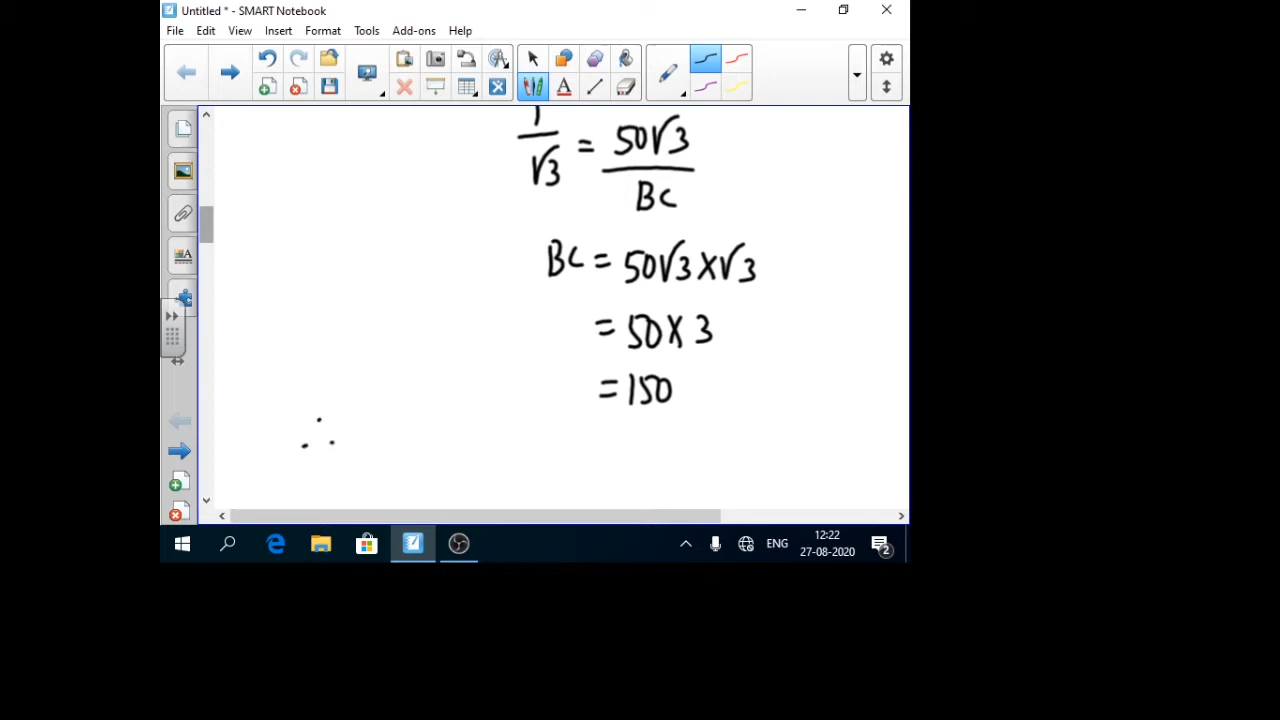 Untitled * - SMART Notebook
File Edit View Insert Format Tools Add-ons Help
1/√3 = 50√3/BC
BC = 50√3 × √3
= 50 × 3
= 150
∴
ENG
12:22
27-08-2020
2